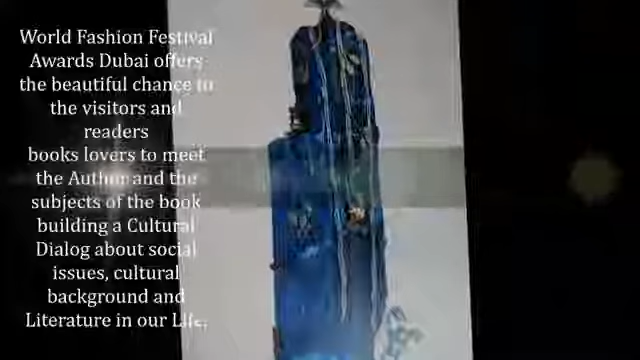 World Fashion Festival
Awards Dubai offers
the beautiful chance to
the visitors and
readers
books lovers to meet
the Author and the
subjects of the book
building a Cultural
Dialog about social
issues, cultural
background and
Literature in our Life.